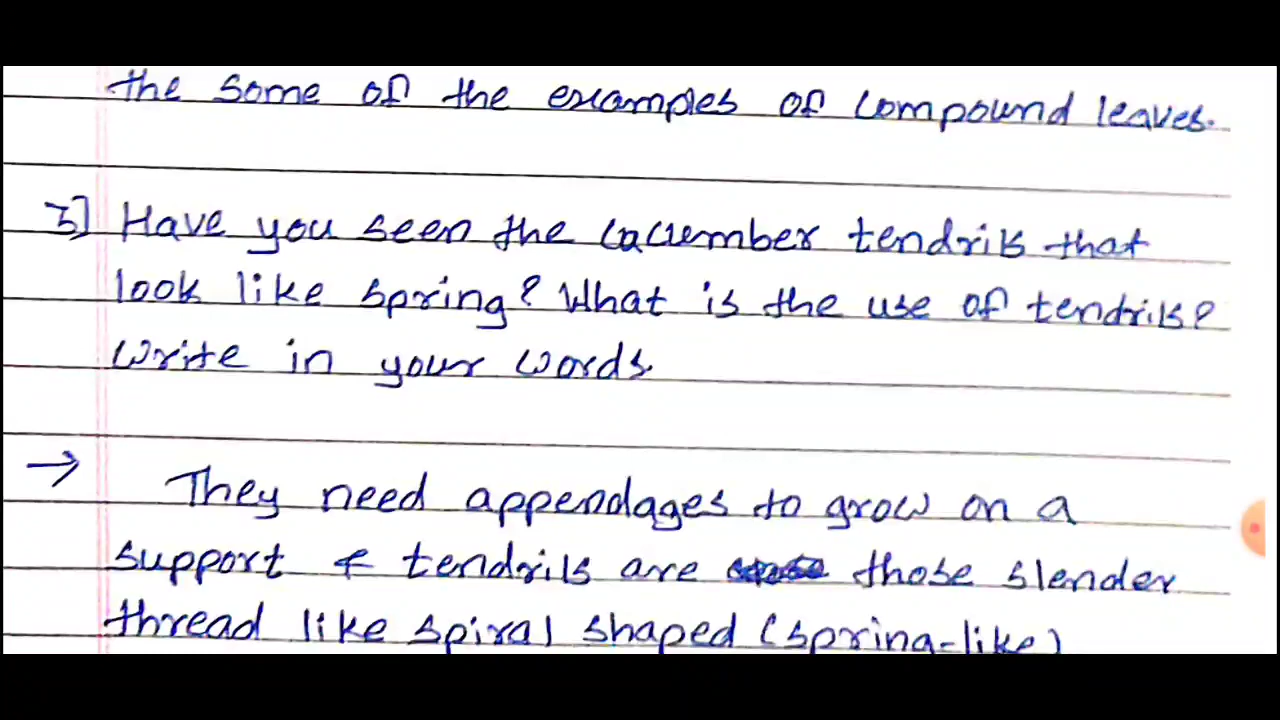 the some of the examples of compound leaves.
3] Have you seen the cacumber tendrils that
look like spring? What is the use of tendrils?
Write in your words.
→ They need appendages to grow on a
support & tendrils are those slender
thread like spiral shaped (spring-like)